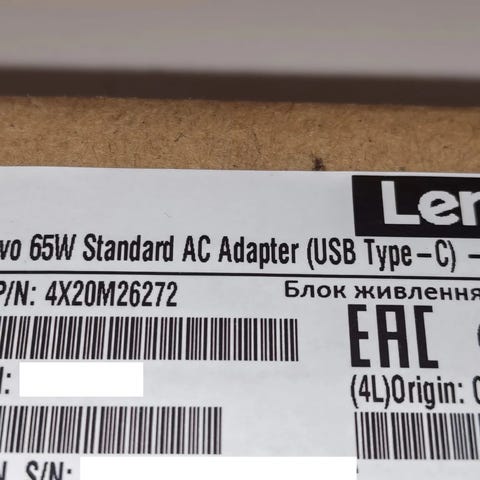 Len
vo 65W Standard AC Adapter (USB Type-C) -
P/N: 4X20M26272
Блок живлення
EAC
(4L)Origin: C
N, S/N: